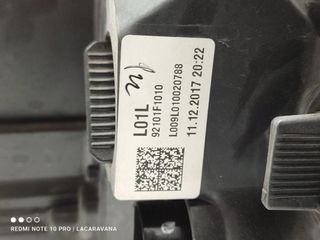 L01L
92101F1010
L009L010020788
11.12.2017 20:22
REDMI NOTE 10 PRO | LACARAVANA